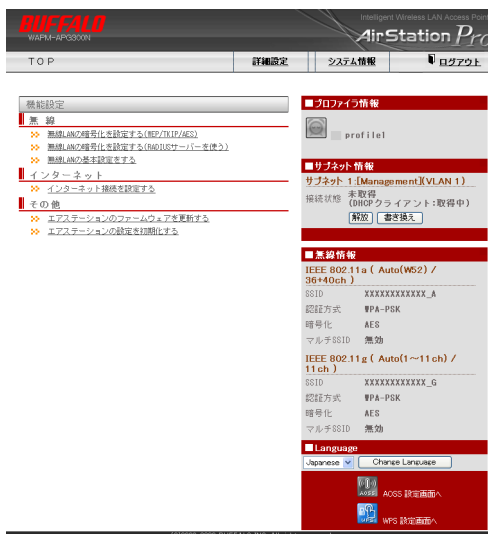 BUFFALO
WAPM-APG300N
Intelligent Wireless LAN Access Point
AirStation Pro
TOP
詳細設定
システム情報
ログアウト
機能設定
無 線
無線LANの暗号化を設定する(WEP/TKIP/AES)
無線LANの暗号化を設定する(RADIUSサーバーを使う)
無線LANの基本設定をする
インターネット
インターネット接続を設定する
その他
エアステーションのファームウェアを更新する
エアステーションの設定を初期化する
■プロファイラ情報
profile1
■サブネット情報
サブネット 1:[Management](VLAN 1)
接続状態 未取得
(DHCPクライアント:取得中)
解放 書き換え
■無線情報
IEEE 802.11a ( Auto(W52) /
36+40ch )
SSID XXXXXXXXXXXX_A
認証方式 WPA-PSK
暗号化 AES
マルチSSID 無効
IEEE 802.11g ( Auto(1～11ch) /
11ch )
SSID XXXXXXXXXXXX_G
認証方式 WPA-PSK
暗号化 AES
マルチSSID 無効
■Language
Japanese Change Language
AOSS AOSS 設定画面へ
WPS WPS 設定画面へ